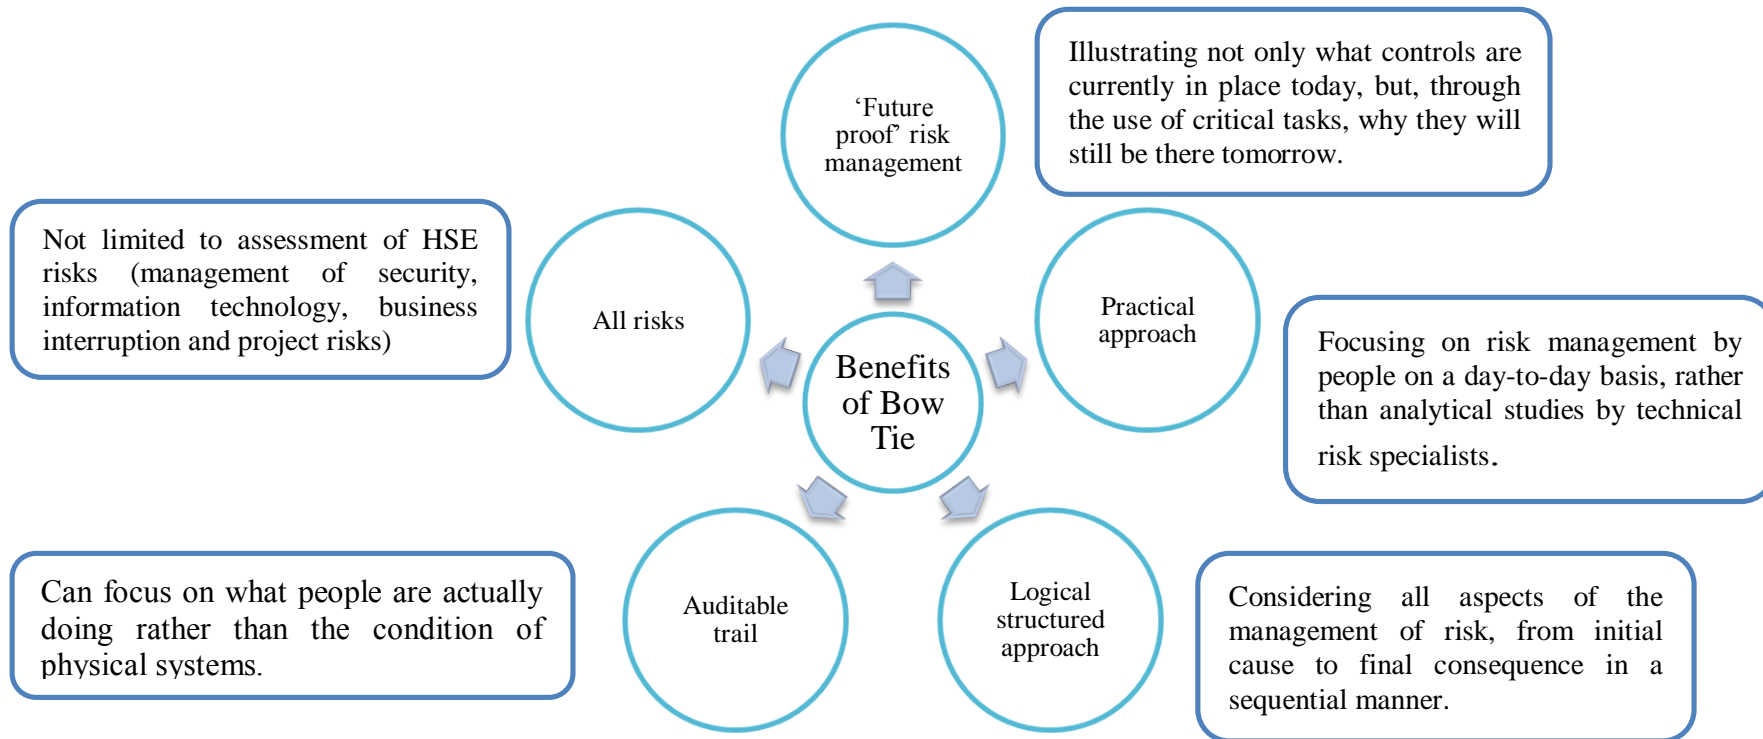 ‘Future
proof’ risk
management
Illustrating not only what controls are
currently in place today, but, through
the use of critical tasks, why they will
still be there tomorrow.
Not limited to assessment of HSE
risks (management of security,
information technology, business
interruption and project risks)
All risks
Practical
approach
Focusing on risk management by
people on a day-to-day basis, rather
than analytical studies by technical
risk specialists.
Benefits
of Bow
Tie
Can focus on what people are actually
doing rather than the condition of
physical systems.
Auditable
trail
Logical
structured
approach
Considering all aspects of the
management of risk, from initial
cause to final consequence in a
sequential manner.